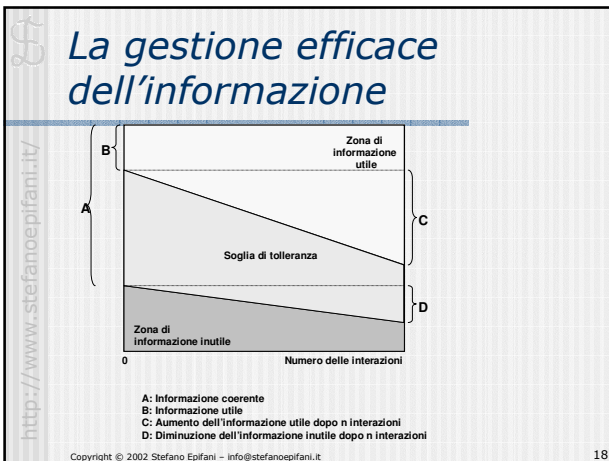 La gestione efficace
dell'informazione
http://www.stefanoepifani.it/
Zona di
informazione
utile
B
A
C
Soglia di tolleranza
D
Zona di
informazione inutile
0
Numero delle interazioni
A: Informazione coerente
B: Informazione utile
C: Aumento dell'informazione utile dopo n interazioni
D: Diminuzione dell'informazione inutile dopo n interazioni
Copyright © 2002 Stefano Epifani – info@stefanoepifani.it
18